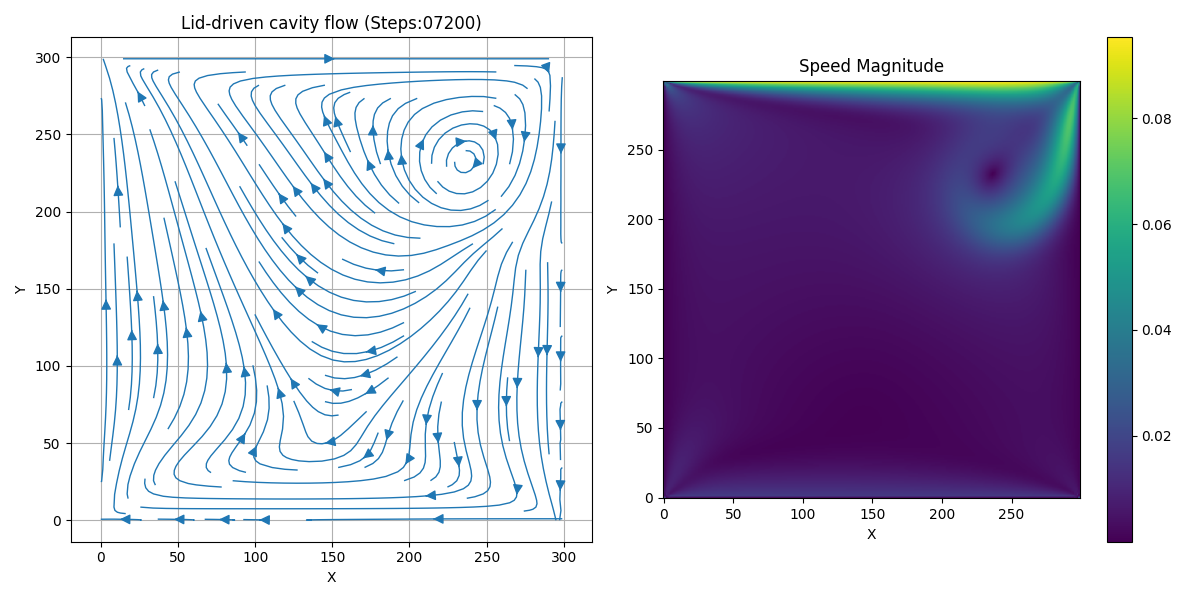 Lid-driven cavity flow (Steps:07200)
300
250
200
150
100
50
0
Y
0 50 100 150 200 250 300
X
Speed Magnitude
250
200
150
100
50
0
Y
0 50 100 150 200 250
X
0.08
0.06
0.04
0.02